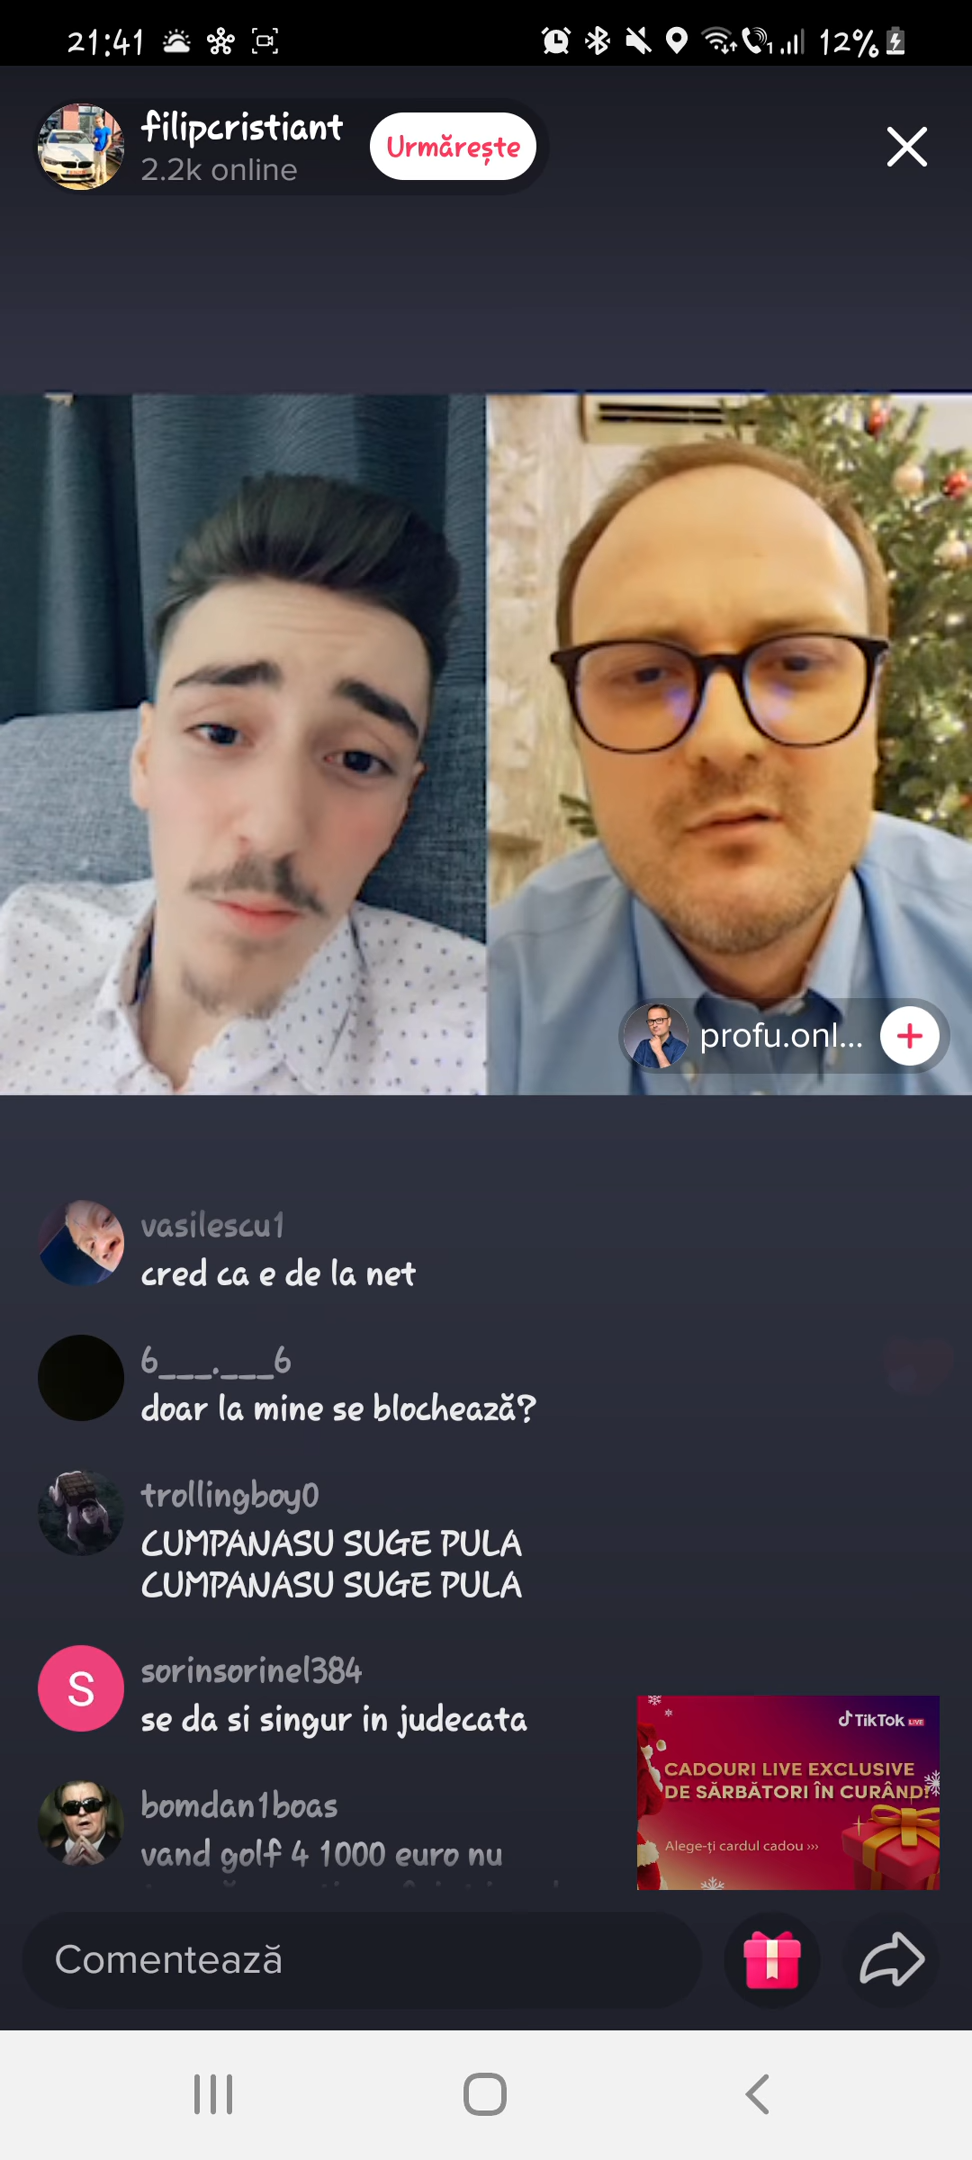 21:41
12%
filipcristiant
2.2k online
Urmărește
profu.onl...
vasilescu1
cred ca e de la net
6___.___6
doar la mine se blochează?
trollingboy0
CUMPANASU SUGE PULA
CUMPANASU SUGE PULA
S
sorinsorinel384
se da si singur in judecata
TikTok LIVE
CADOURI LIVE EXCLUSIVE
DE SĂRBĂTORI ÎN CURÂND!
Alege-ți cardul cadou ›››
bomdan1boas
vand golf 4 1000 euro nu
Comentează